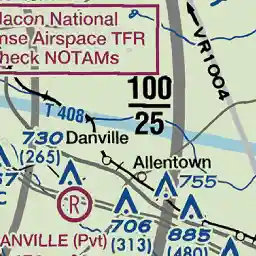 Macon National
nse Airspace TFR
heck NOTAMs
VR1004
100
25
T 408
730
(265)
Danville
Allentown
755
C
R
706
(313)
885
(480)
ANVILLE (Pvt)